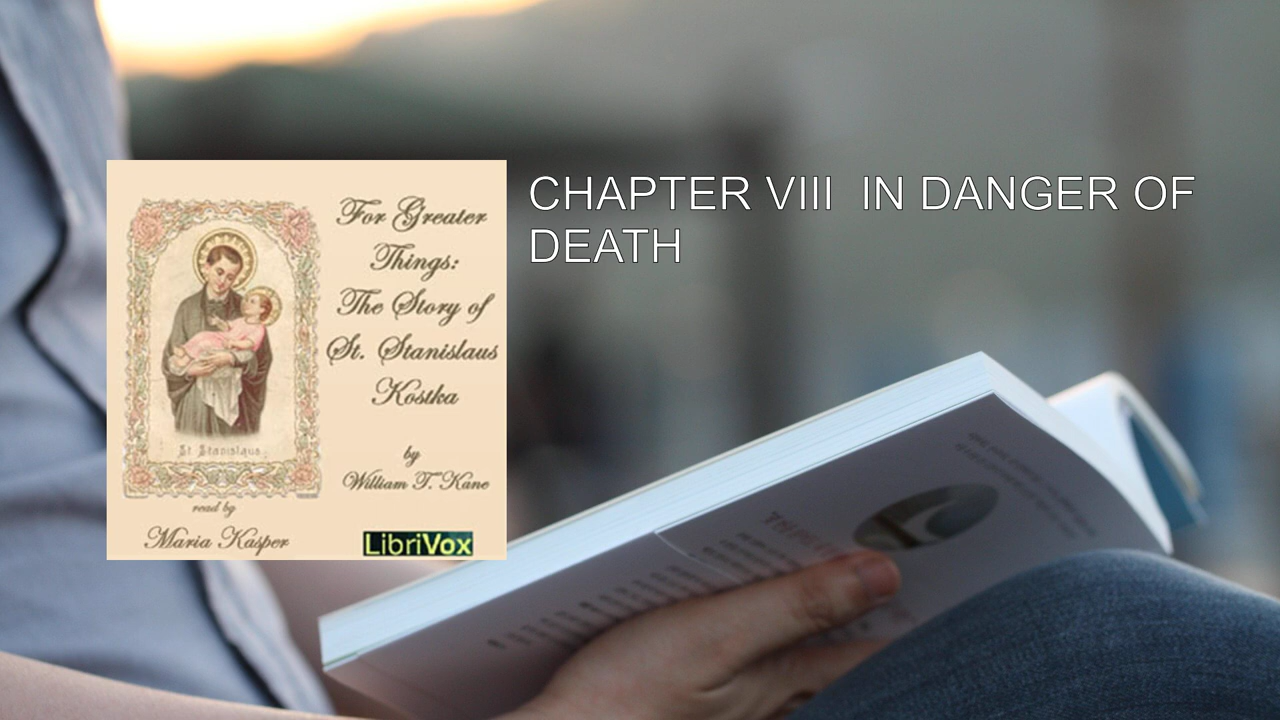 CHAPTER VIII  IN DANGER OF
DEATH
For Greater
Things:
The Story of
St. Stanislaus
Kostka
by
William T. Kane
St. Stanislaus.
read by
Maria Kasper
LibriVox